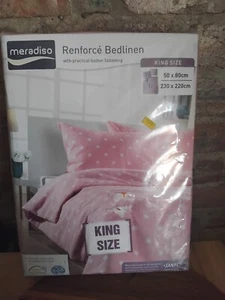 meradiso
Renforcé Bedlinen
with practical button fastening
KING SIZE
50 x 80cm
230 x 220cm
KING
SIZE